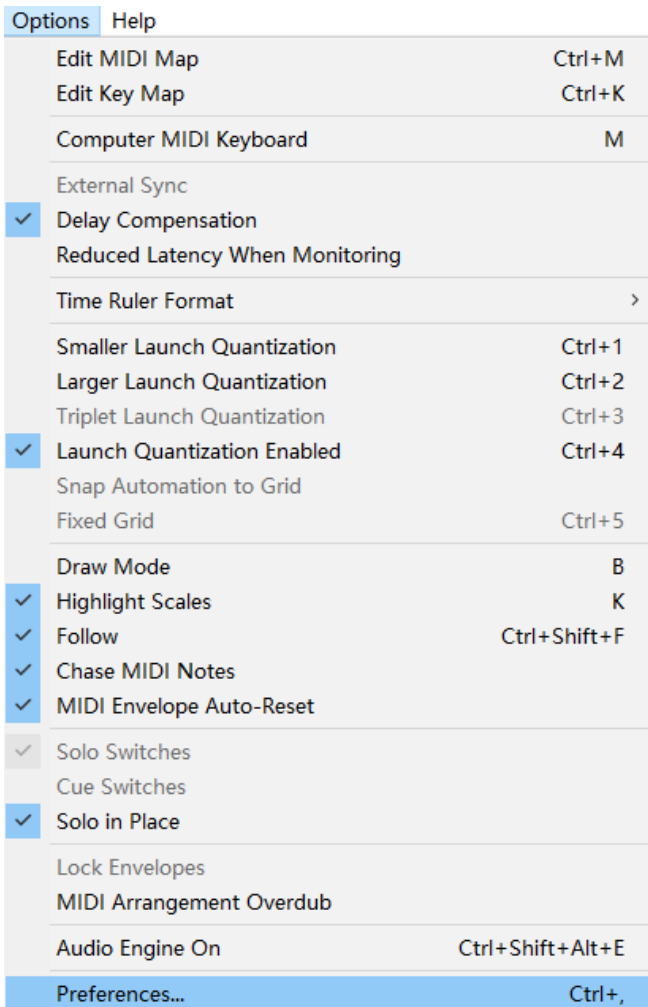 Options Help
Edit MIDI Map Ctrl+M
Edit Key Map Ctrl+K
Computer MIDI Keyboard M
External Sync
Delay Compensation
Reduced Latency When Monitoring
Time Ruler Format
Smaller Launch Quantization Ctrl+1
Larger Launch Quantization Ctrl+2
Triplet Launch Quantization Ctrl+3
Launch Quantization Enabled Ctrl+4
Snap Automation to Grid
Fixed Grid Ctrl+5
Draw Mode B
Highlight Scales K
Follow Ctrl+Shift+F
Chase MIDI Notes
MIDI Envelope Auto-Reset
Solo Switches
Cue Switches
Solo in Place
Lock Envelopes
MIDI Arrangement Overdub
Audio Engine On Ctrl+Shift+Alt+E
Preferences... Ctrl+,